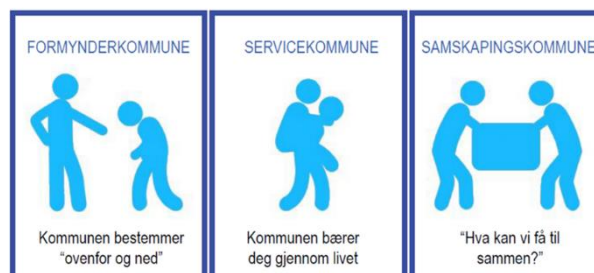 FORMYNDERKOMMUNE
Kommunen bestemmer
“ovenfor og ned”
SERVICEKOMMUNE
Kommunen bærer
deg gjennom livet
SAMSKAPINGSKOMMUNE
“Hva kan vi få til
sammen?”